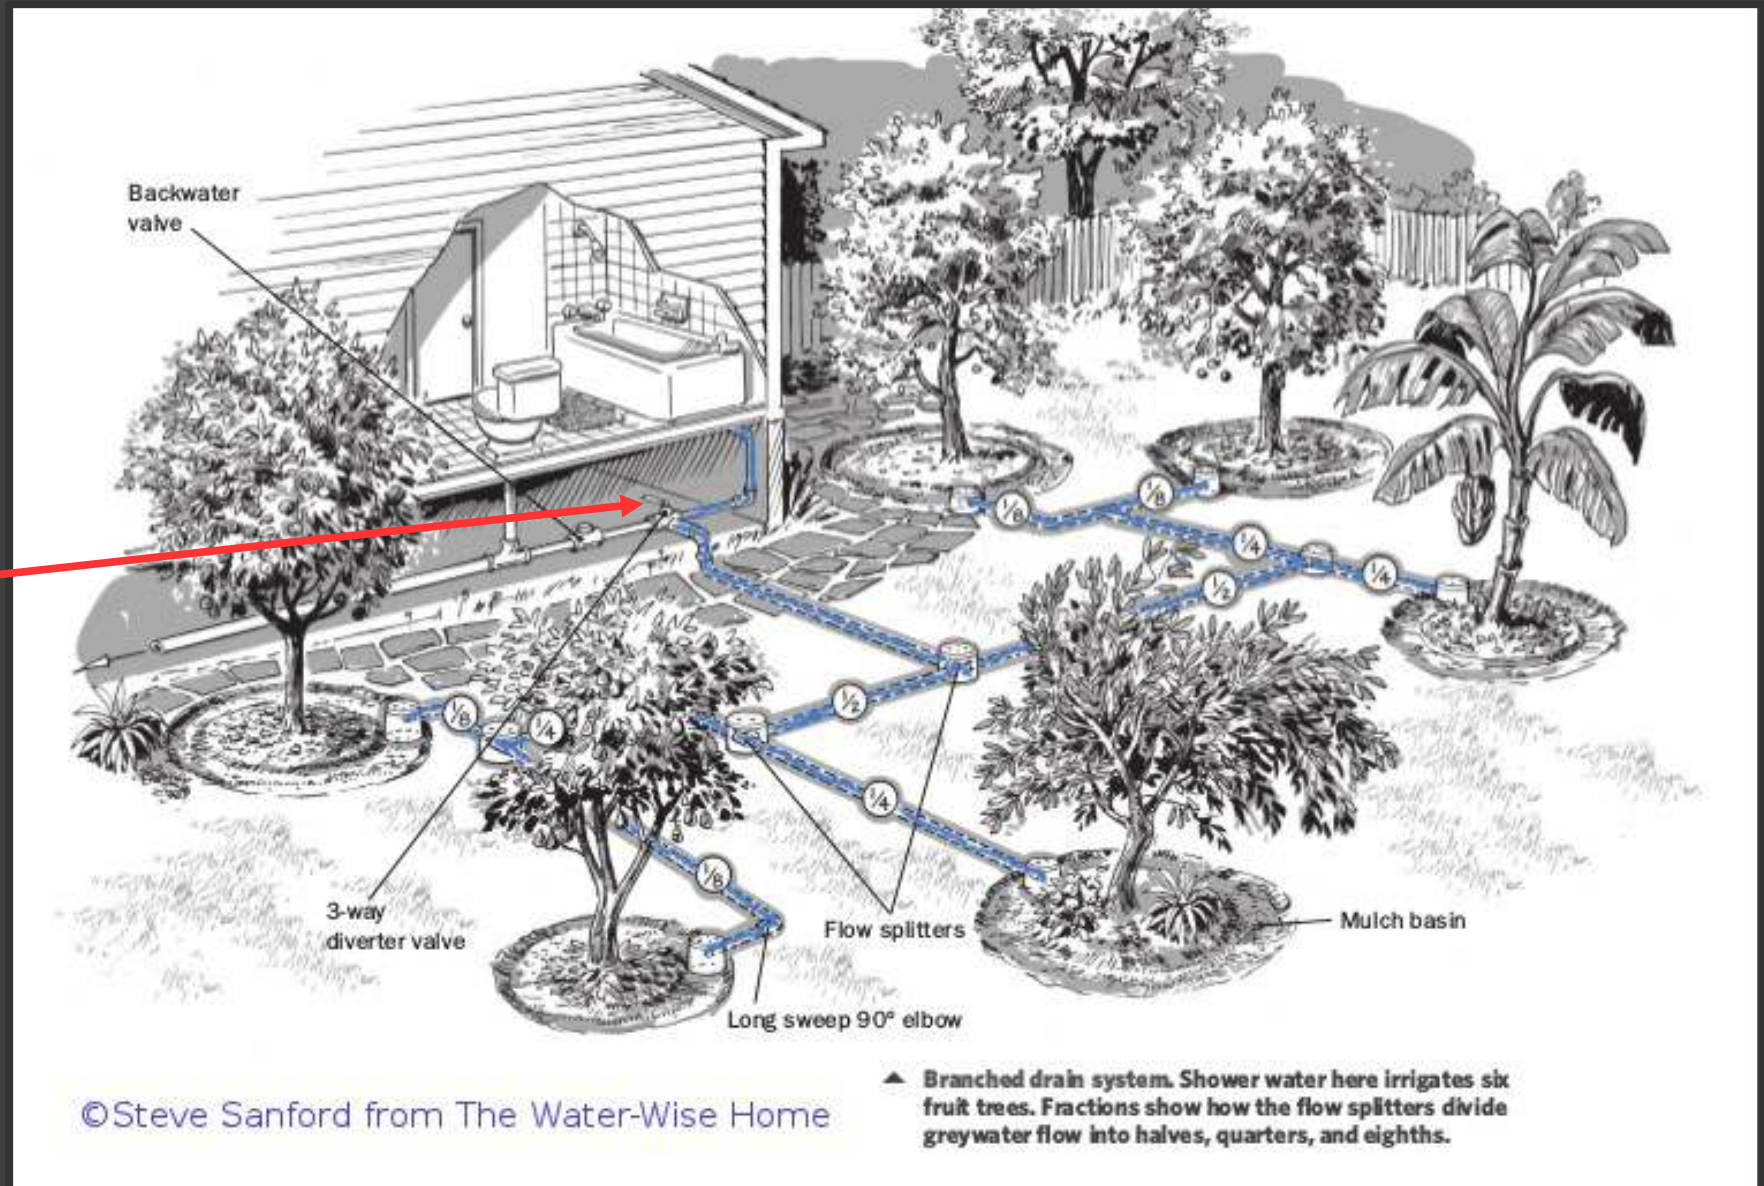 Backwater
valve
1/8
1/8
1/4
1/4
1/2
1/2
1/8
1/4
1/4
1/8
3-way
diverter valve
Flow splitters
Mulch basin
Long sweep 90° elbow
▲ Branched drain system. Shower water here irrigates six
fruit trees. Fractions show how the flow splitters divide
greywater flow into halves, quarters, and eighths.
©Steve Sanford from The Water-Wise Home